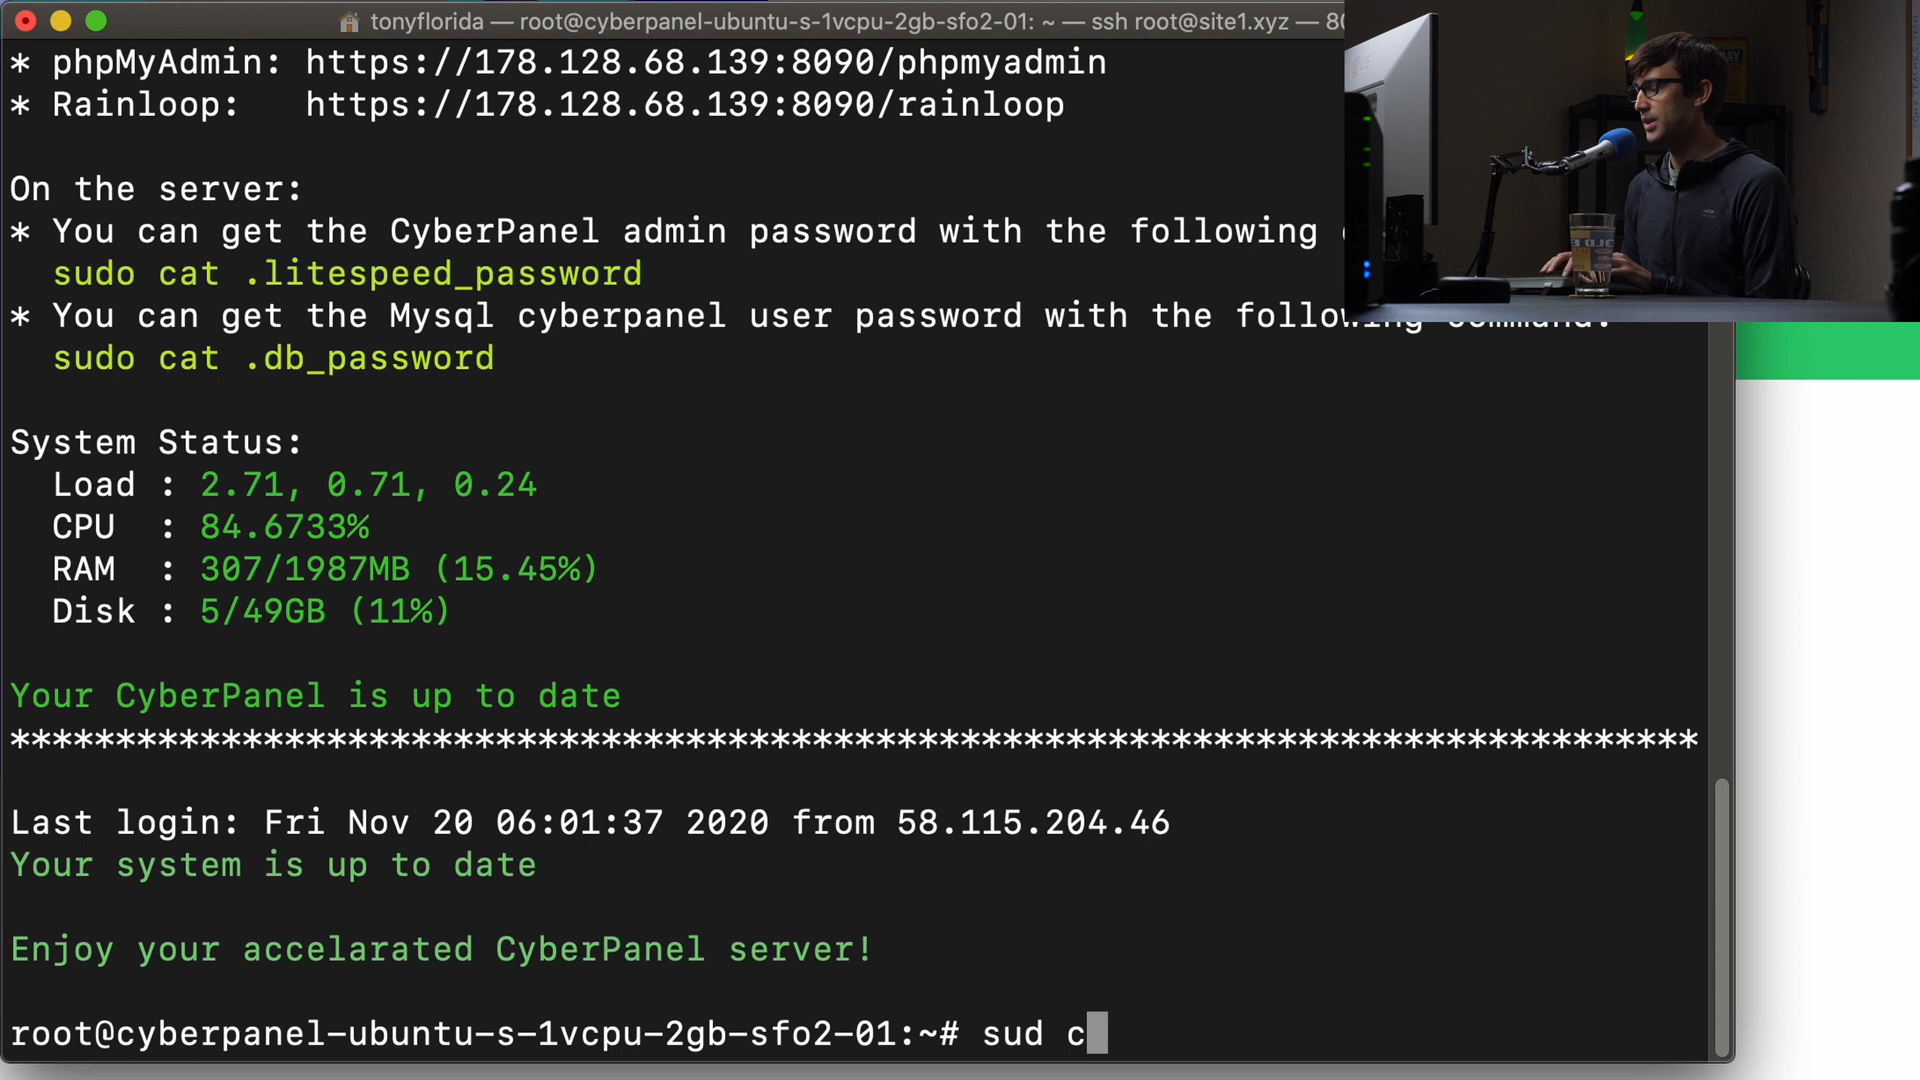 tonyflorida — root@cyberpanel-ubuntu-s-1vcpu-2gb-sfo2-01: ~ — ssh root@site1.xyz — 80
* phpMyAdmin: https://178.128.68.139:8090/phpmyadmin
* Rainloop: https://178.128.68.139:8090/rainloop
On the server:
* You can get the CyberPanel admin password with the following
sudo cat .litespeed_password
* You can get the Mysql cyberpanel user password with the following command:
sudo cat .db_password
System Status:
Load : 2.71, 0.71, 0.24
CPU : 84.6733%
RAM : 307/1987MB (15.45%)
Disk : 5/49GB (11%)
Your CyberPanel is up to date
********************************************************************************
Last login: Fri Nov 20 06:01:37 2020 from 58.115.204.46
Your system is up to date
Enjoy your accelarated CyberPanel server!
root@cyberpanel-ubuntu-s-1vcpu-2gb-sfo2-01:~# sud c